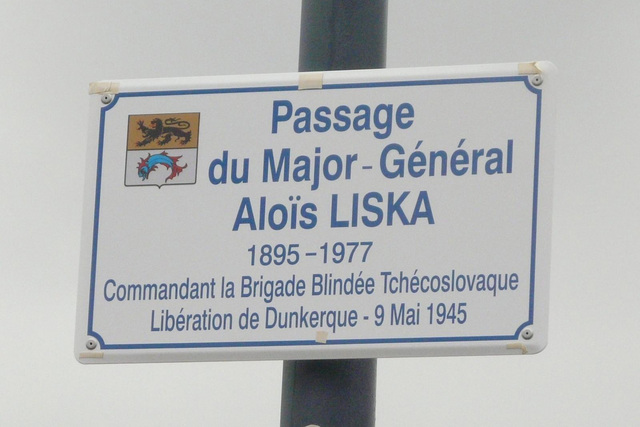 Passage
du Major-Général
Aloïs LISKA
1895-1977
Commandant la Brigade Blindée Tchécoslovaque
Libération de Dunkerque - 9 Mai 1945